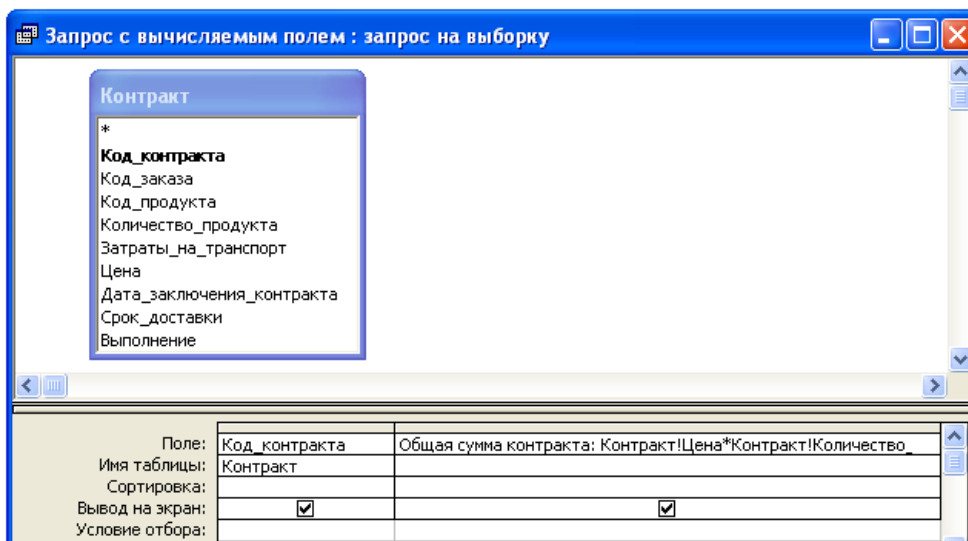 Запрос с вычисляемым полем : запрос на выборку
Контракт
*
Код_контракта
Код_заказа
Код_продукта
Количество_продукта
Затраты_на_транспорт
Цена
Дата_заключения_контракта
Срок_доставки
Выполнение
Поле: Код_контракта Общая сумма контракта: Контракт!Цена*Контракт!Количество_
Имя таблицы: Контракт
Сортировка:
Вывод на экран:
Условие отбора: